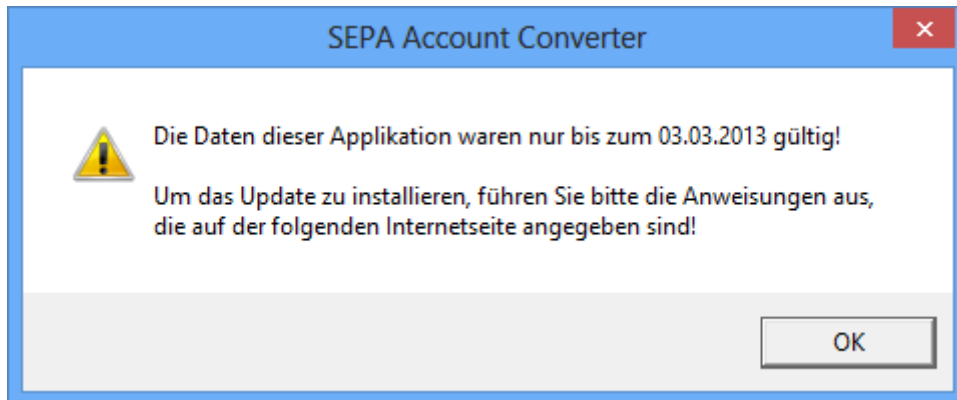 SEPA Account Converter
Die Daten dieser Applikation waren nur bis zum 03.03.2013 gültig!
Um das Update zu installieren, führen Sie bitte die Anweisungen aus,
die auf der folgenden Internetseite angegeben sind!
OK